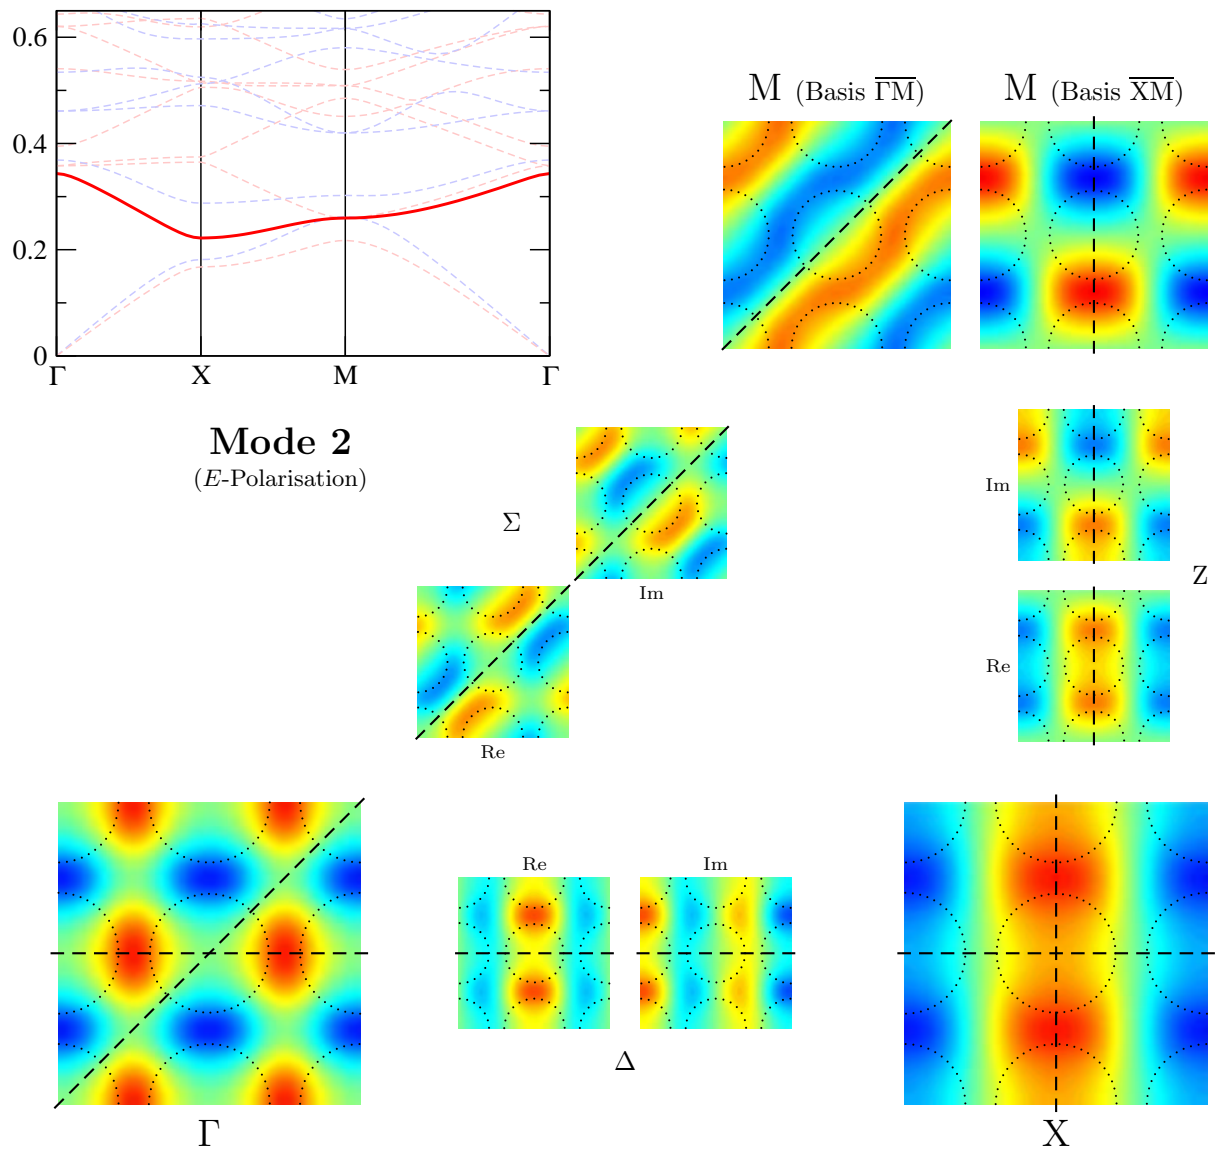 0.6
0.4
0.2
0
Γ X M Γ
M (Basis ΓM)
M (Basis XM)
Mode 2
(E-Polarisation)
Σ
Im
Re
Im
Z
Re
Re
Im
Δ
Γ
X